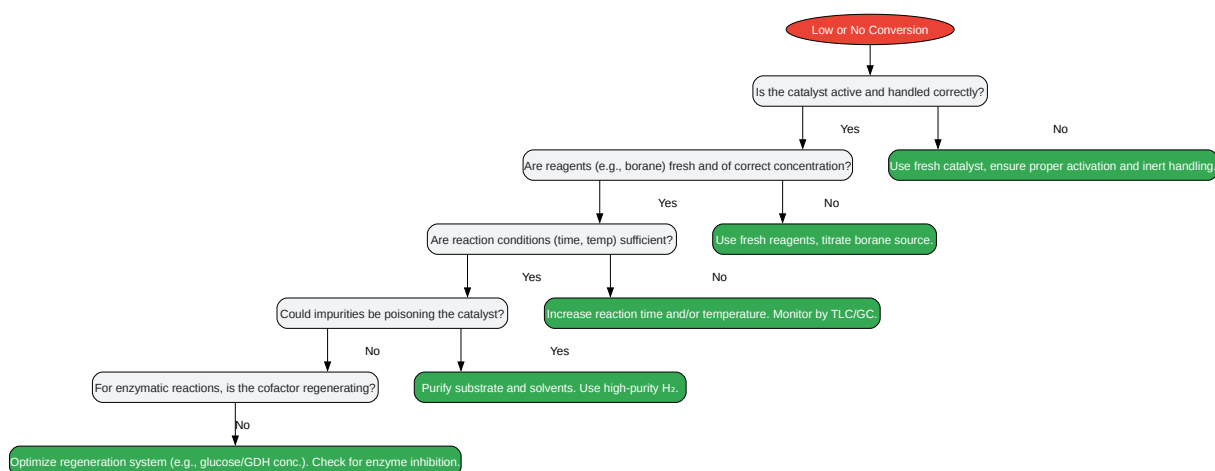 Low or No Conversion
Is the catalyst active and handled correctly?
Yes
No
Are reagents (e.g., borane) fresh and of correct concentration?
Use fresh catalyst, ensure proper activation and inert handling.
Yes
No
Are reaction conditions (time, temp) sufficient?
Use fresh reagents, titrate borane source.
Yes
No
Could impurities be poisoning the catalyst?
Increase reaction time and/or temperature. Monitor by TLC/GC.
No
Yes
For enzymatic reactions, is the cofactor regenerating?
Purify substrate and solvents. Use high-purity H₂.
No
Optimize regeneration system (e.g., glucose/GDH conc.). Check for enzyme inhibition.